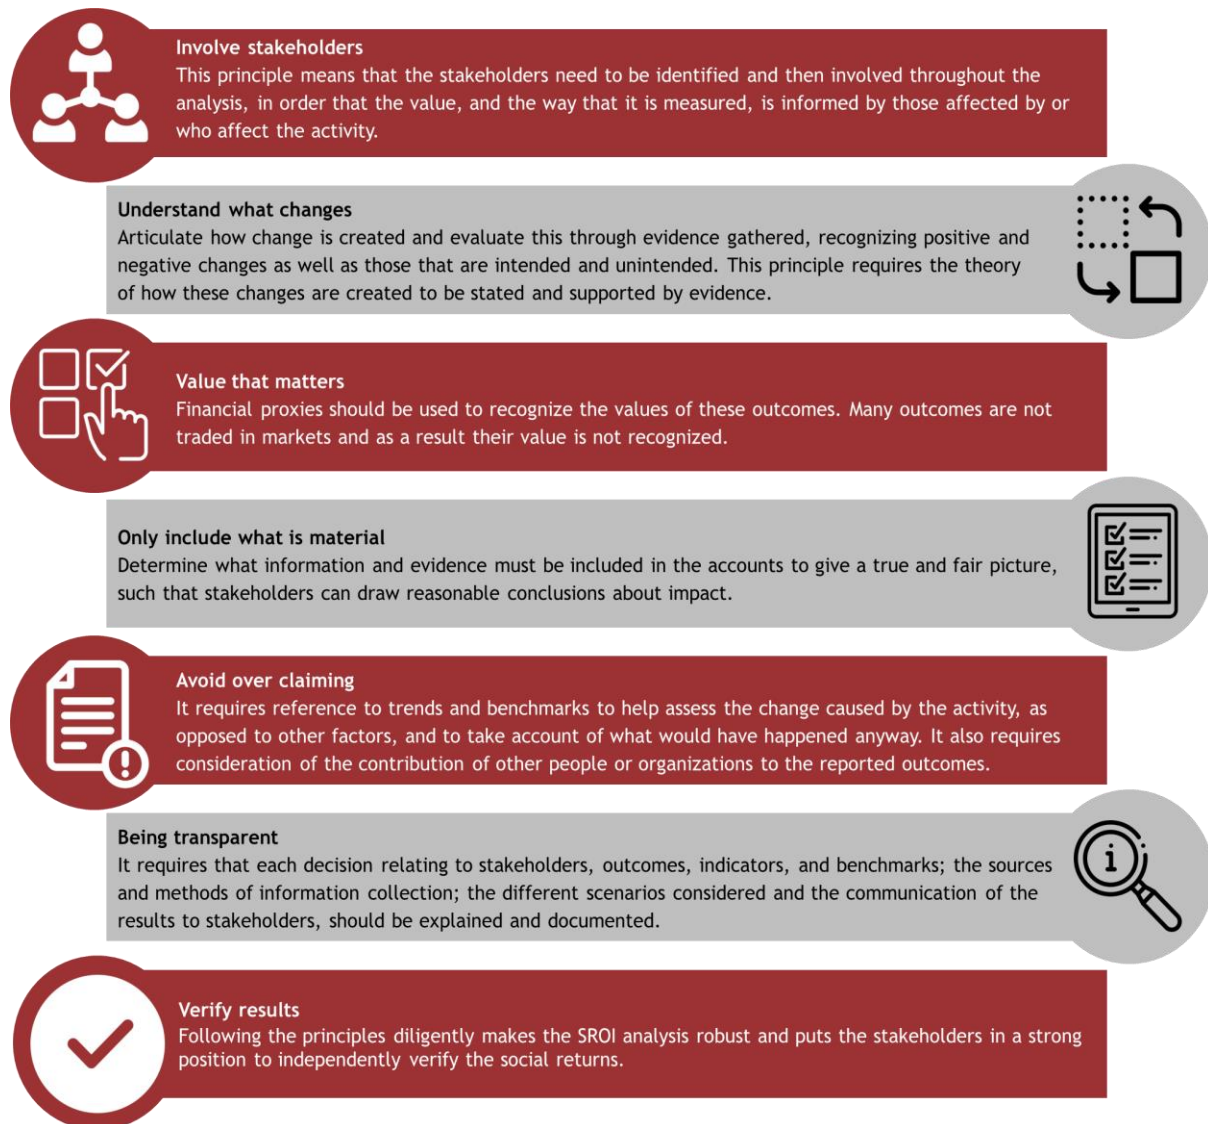 Involve stakeholders
This principle means that the stakeholders need to be identified and then involved throughout the
analysis, in order that the value, and the way that it is measured, is informed by those affected by or
who affect the activity.
Understand what changes
Articulate how change is created and evaluate this through evidence gathered, recognizing positive and
negative changes as well as those that are intended and unintended. This principle requires the theory
of how these changes are created to be stated and supported by evidence.
Value that matters
Financial proxies should be used to recognize the values of these outcomes. Many outcomes are not
traded in markets and as a result their value is not recognized.
Only include what is material
Determine what information and evidence must be included in the accounts to give a true and fair picture,
such that stakeholders can draw reasonable conclusions about impact.
Avoid over claiming
It requires reference to trends and benchmarks to help assess the change caused by the activity, as
opposed to other factors, and to take account of what would have happened anyway. It also requires
consideration of the contribution of other people or organizations to the reported outcomes.
Being transparent
It requires that each decision relating to stakeholders, outcomes, indicators, and benchmarks; the sources
and methods of information collection; the different scenarios considered and the communication of the
results to stakeholders, should be explained and documented.
Verify results
Following the principles diligently makes the SROI analysis robust and puts the stakeholders in a strong
position to independently verify the social returns.